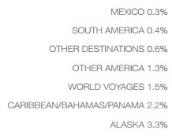 MEXICO 0.3%
SOUTH AMERICA 0.4%
OTHER DESTINATIONS 0.6%
OTHER AMERICA 1.3%
WORLD VOYAGES 1.5%
CARIBBEAN/BAHAMAS/PANAMA 2.2%
ALASKA 3.3%